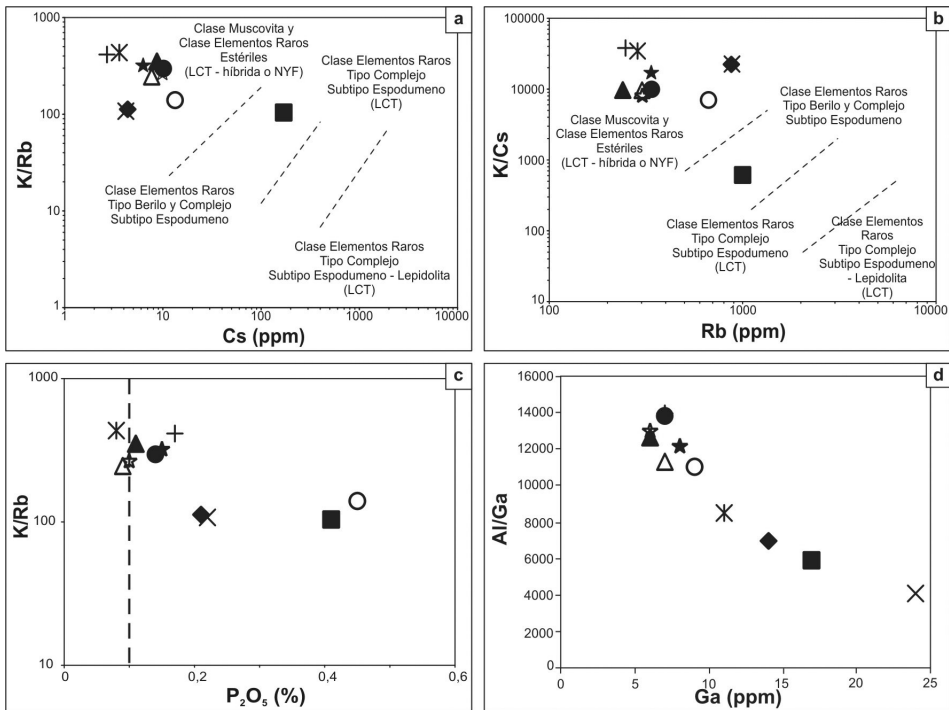 a
K/Rb
1000
100
10
1
1
10
100
1000
10000
Cs (ppm)
Clase Muscovita y
Clase Elementos Raros
Estériles
(LCT - híbrida o NYF)
Clase Elementos Raros
Tipo Complejo
Subtipo Espodumeno
(LCT)
Clase Elementos Raros
Tipo Berilo y Complejo
Subtipo Espodumeno
Clase Elementos Raros
Tipo Complejo
Subtipo Espodumeno - Lepidolita
(LCT)
b
K/Cs
100000
10000
1000
100
10
100
1000
10000
Rb (ppm)
Clase Muscovita y
Clase Elementos Raros
Estériles
(LCT - híbrida o NYF)
Clase Elementos Raros
Tipo Berilo y Complejo
Subtipo Espodumeno
Clase Elementos Raros
Tipo Complejo
Subtipo Espodumeno
(LCT)
Clase Elementos
Raros
Tipo Complejo
Subtipo Espodumeno
- Lepidolita
(LCT)
c
K/Rb
1000
100
10
0
0,2
0,4
0,6
P₂O₅ (%)
d
Al/Ga
16000
14000
12000
10000
8000
6000
4000
2000
0
0
5
10
15
20
25
Ga (ppm)